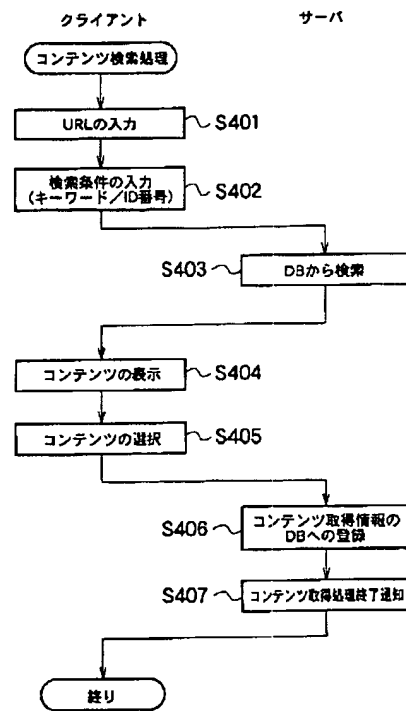 クライアント
サーバ
コンテンツ検索処理
URLの入力
S401
検索条件の入力
(キーワード/ID番号)
S402
S403
DBから検索
コンテンツの表示
S404
コンテンツの選択
S405
S406
コンテンツ取得情報の
DBへの登録
S407
コンテンツ取得処理終了通知
終り